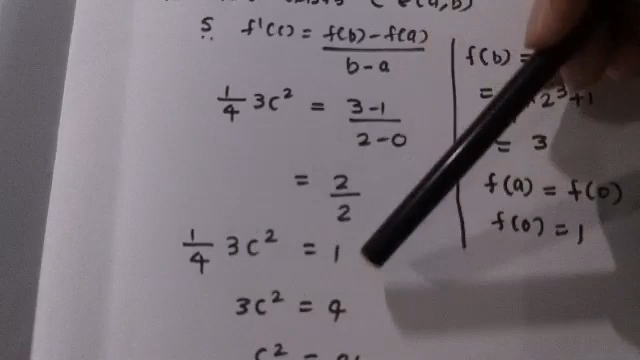 ∈ (a,b)
5 f'(c) = f(b) - f(a) / b - a
1/4 3c² = 3-1 / 2-0
= 2/2
1/4 3c² = 1
3c² = 4
c² =
f(b) =
= 2³+1
= 3
f(a) = f(0)
f(0) = 1